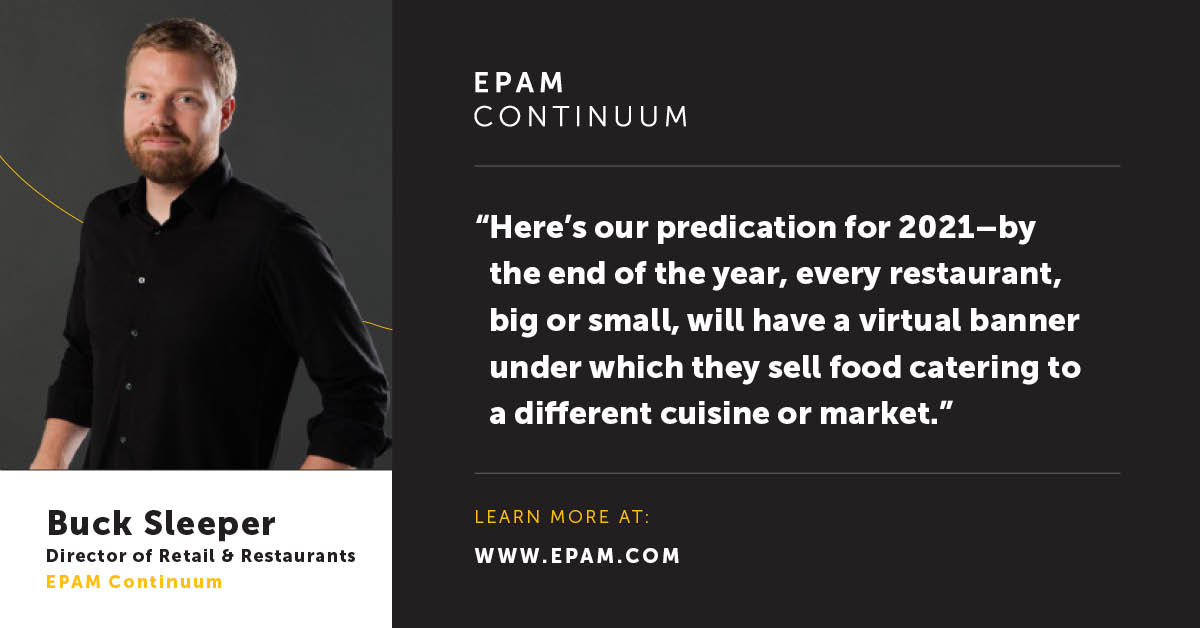 EPAM
CONTINUUM
“Here’s our predication for 2021–by
the end of the year, every restaurant,
big or small, will have a virtual banner
under which they sell food catering to
a different cuisine or market.”
LEARN MORE AT:
WWW.EPAM.COM
Buck Sleeper
Director of Retail & Restaurants
EPAM Continuum